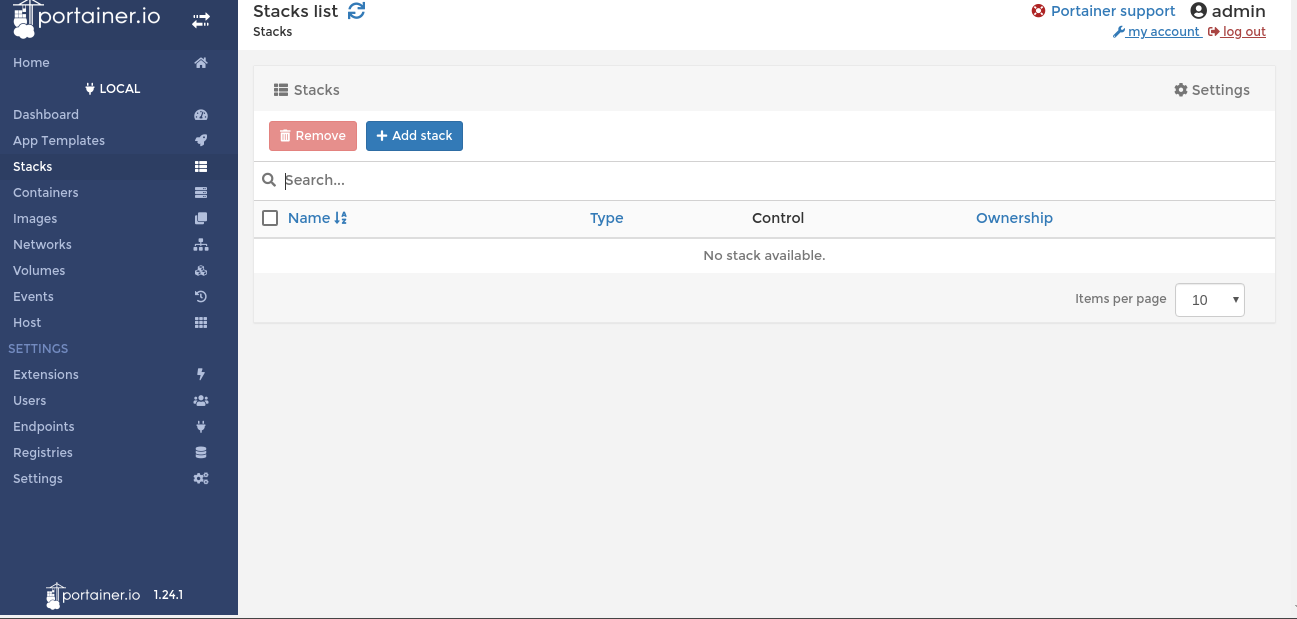 portainer.io
Home
LOCAL
Dashboard
App Templates
Stacks
Containers
Images
Networks
Volumes
Events
Host
SETTINGS
Extensions
Users
Endpoints
Registries
Settings
portainer.io 1.24.1
Stacks list
Portainer support admin
Stacks
my account log out
Stacks Settings
Remove + Add stack
Search...
Name Type Control Ownership
No stack available.
Items per page 10